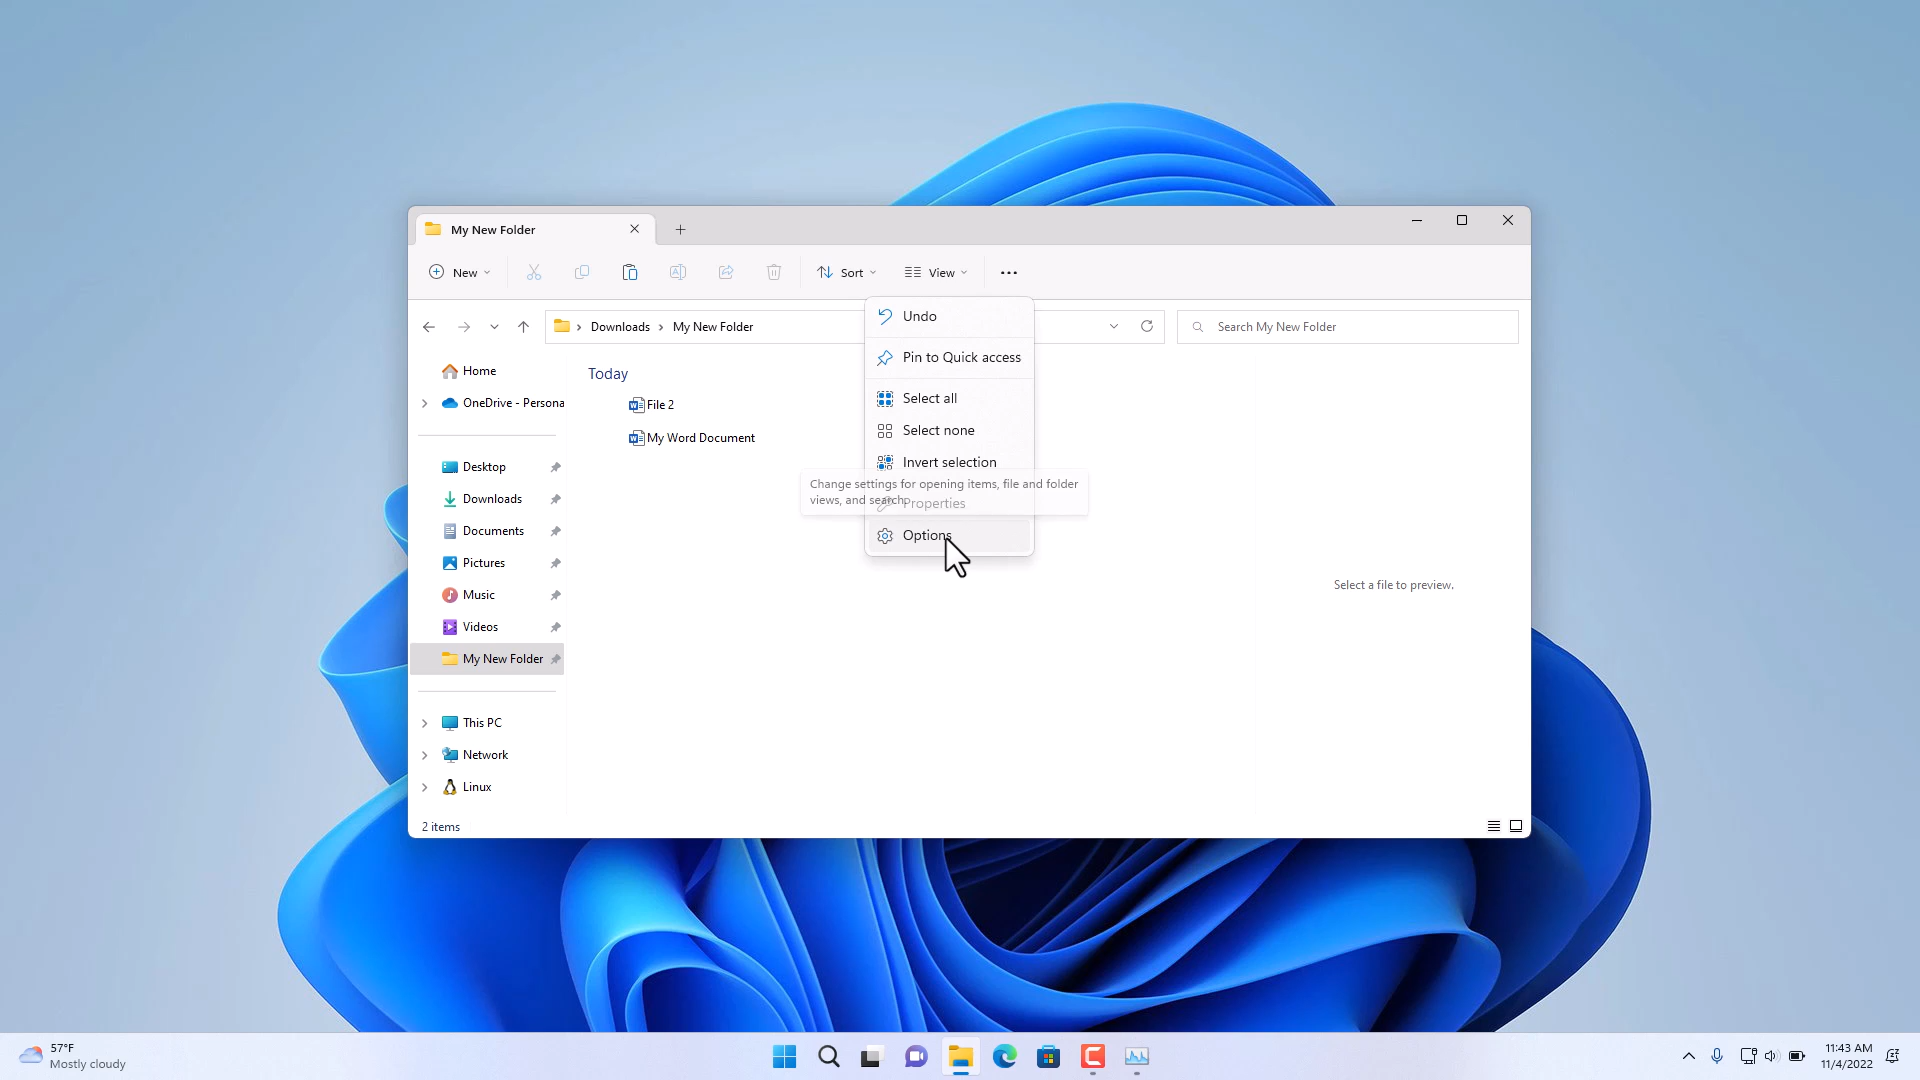 My New Folder
New
Sort
View
Downloads
My New Folder
Search My New Folder
Undo
Pin to Quick access
Select all
Select none
Invert selection
Change settings for opening items, file and folder
views, and search.
Properties
Options
Home
OneDrive - Persona
Desktop
Downloads
Documents
Pictures
Music
Videos
My New Folder
This PC
Network
Linux
Today
File 2
My Word Document
Select a file to preview.
2 items
57°F
Mostly cloudy
11:43 AM
11/4/2022